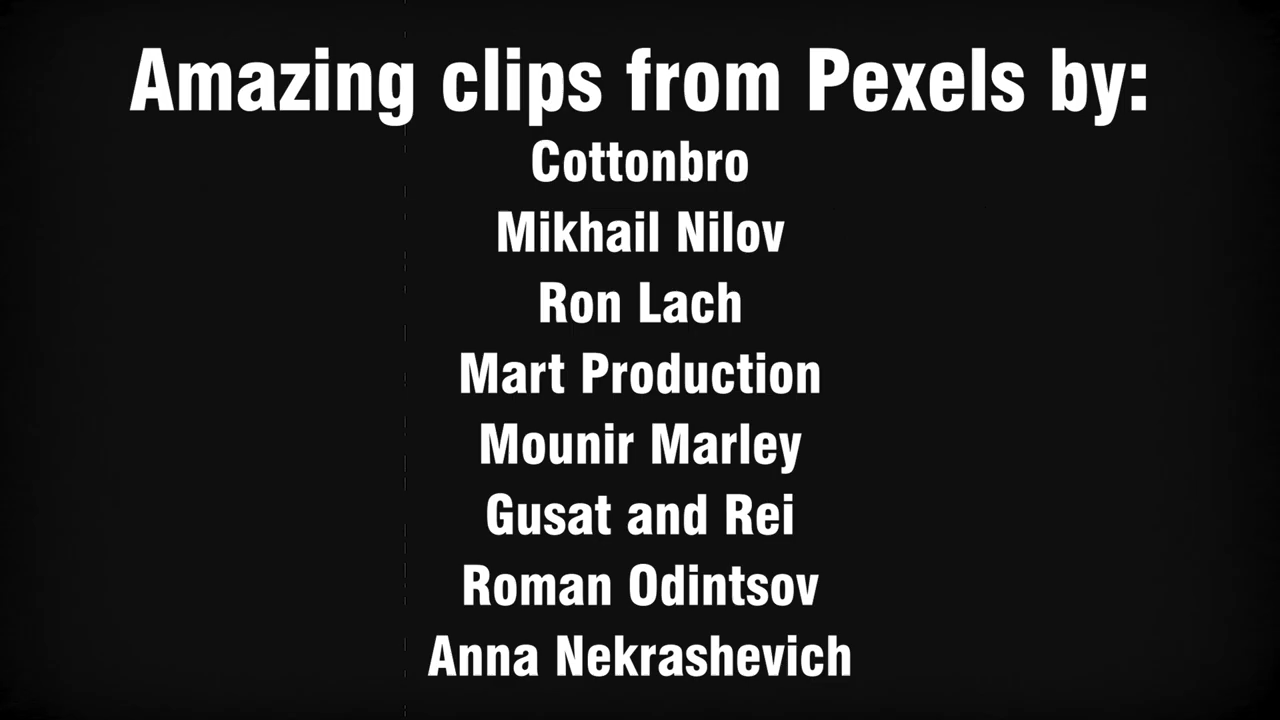 Amazing clips from Pexels by:
Cottonbro
Mikhail Nilov
Ron Lach
Mart Production
Mounir Marley
Gusat and Rei
Roman Odintsov
Anna Nekrashevich